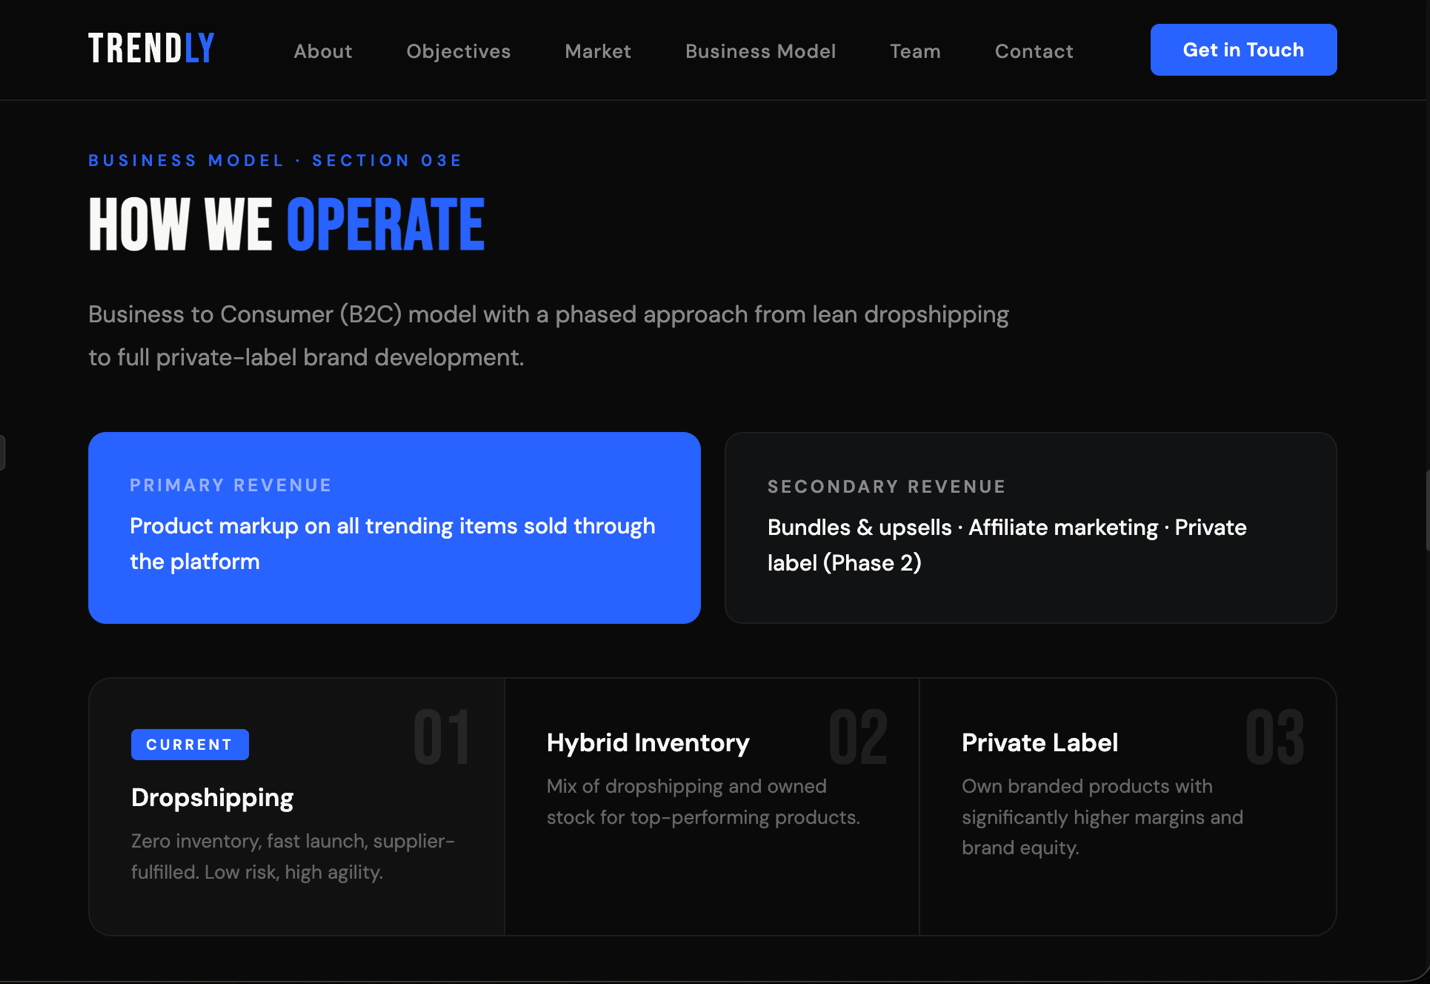 TRENDLY
About
Objectives
Market
Business Model
Team
Contact
Get in Touch
BUSINESS MODEL · SECTION 03E
HOW WE OPERATE
Business to Consumer (B2C) model with a phased approach from lean dropshipping
to full private-label brand development.
PRIMARY REVENUE
Product markup on all trending items sold through
the platform
SECONDARY REVENUE
Bundles & upsells · Affiliate marketing · Private
label (Phase 2)
01
CURRENT
Dropshipping
Zero inventory, fast launch, supplier-
fulfilled. Low risk, high agility.
02
Hybrid Inventory
Mix of dropshipping and owned
stock for top-performing products.
03
Private Label
Own branded products with
significantly higher margins and
brand equity.